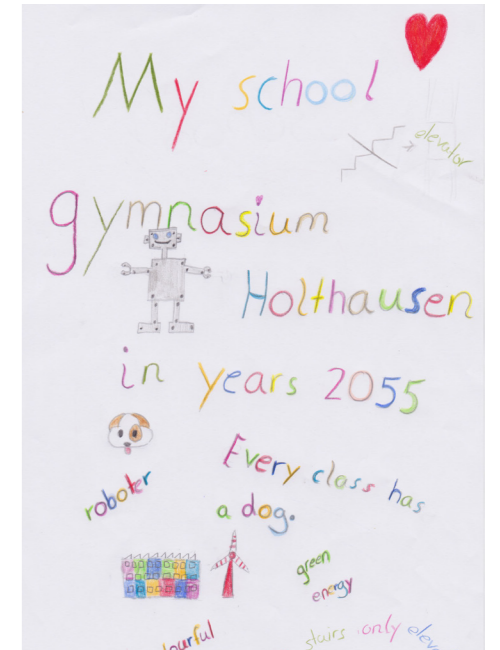 My school
elevator
gymnasium
Holthausen
in years 2055
Every class has
a dog.
roboter
green
energy
stairs only